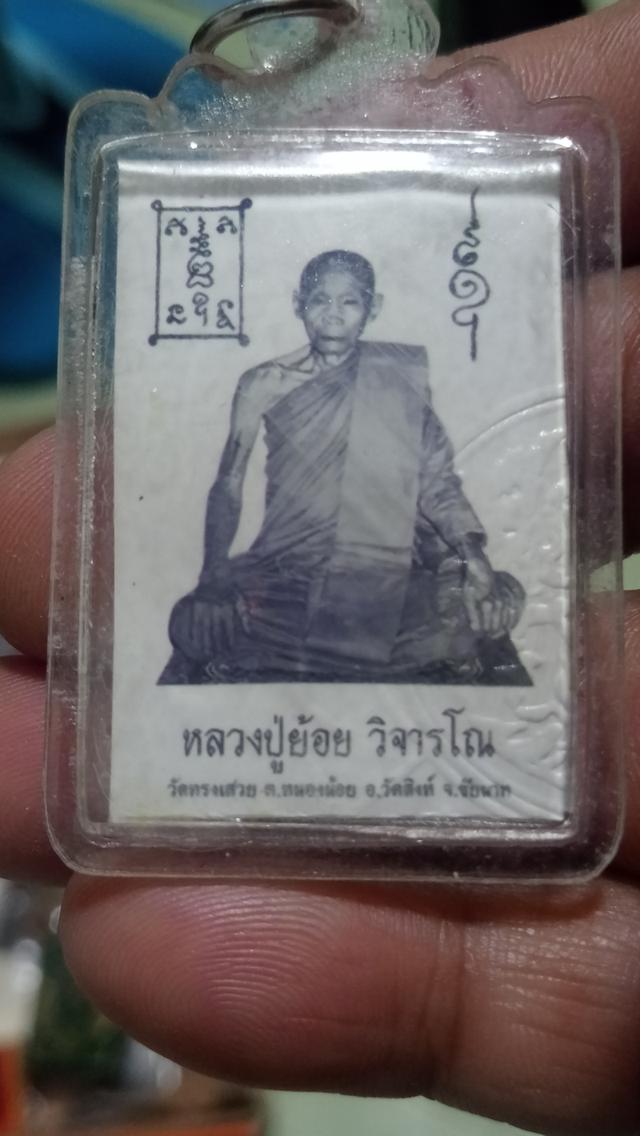 หลวงปู่ย้อย วิจารโณ
วัดทรงเสวย ต.หนองน้อย อ.วัดสิงห์ จ.ชัยนาท